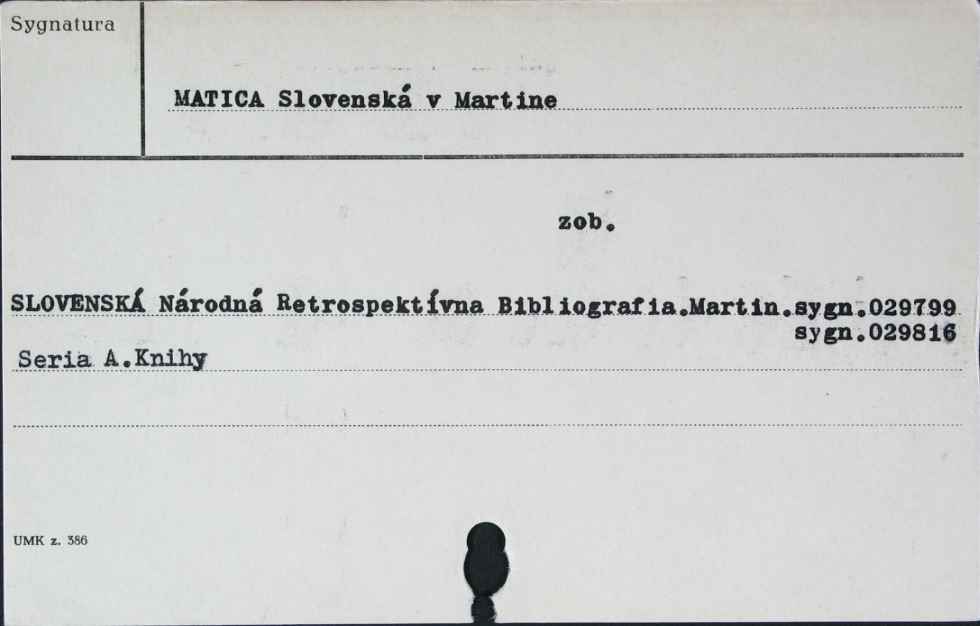 Sygnatura
MATICA Slovenská v Martine
zob.
SLOVENSKÁ Národná Retrospektívna Bibliografia.Martin.sygn.029799
sygn.029816
Seria A.Knihy
UMK z. 386